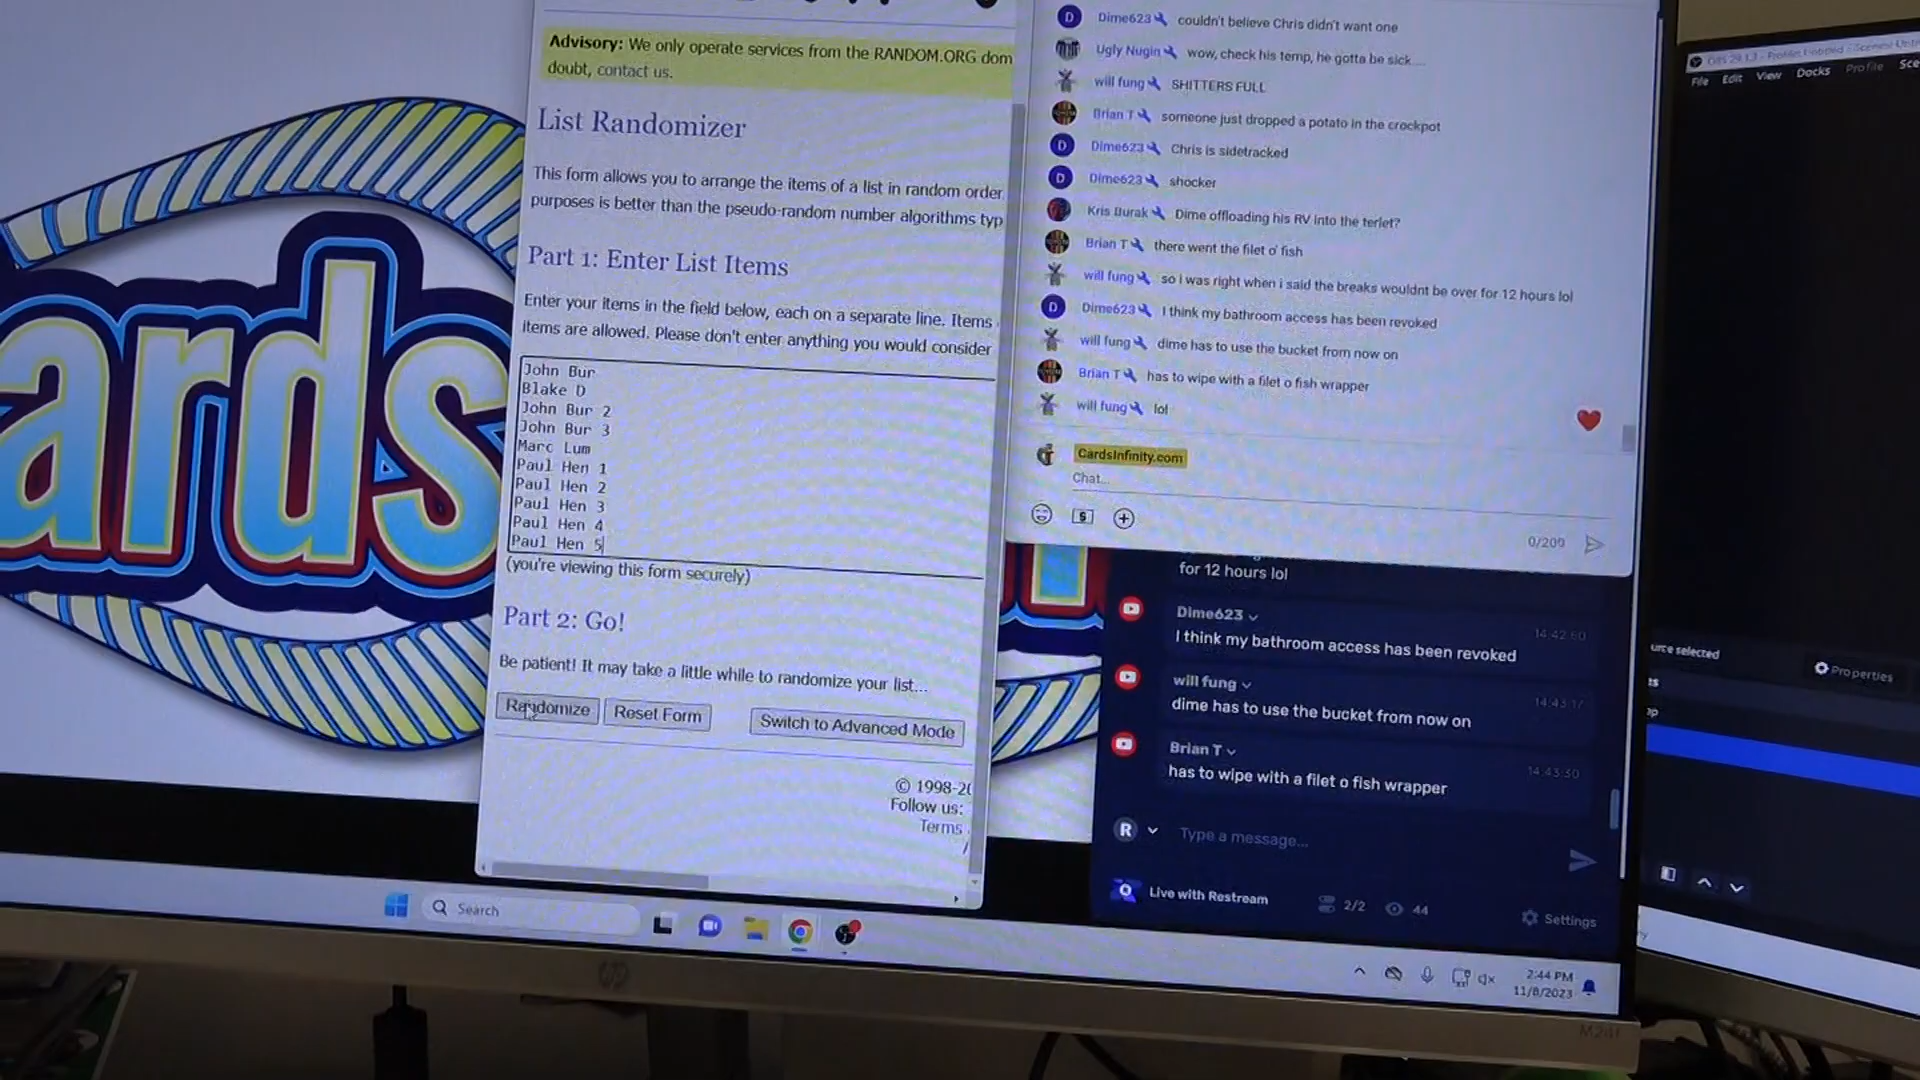 Advisory: We only operate services from the RANDOM.ORG dom
doubt, contact us.
List Randomizer
This form allows you to arrange the items of a list in random order.
purposes is better than the pseudo-random number algorithms typ
Part 1: Enter List Items
Enter your items in the field below, each on a separate line. Items
items are allowed. Please don't enter anything you would consider
John Bur
Blake D
John Bur 2
John Bur 3
Marc Lum
Paul Hen 1
Paul Hen 2
Paul Hen 3
Paul Hen 4
Paul Hen 5
(you're viewing this form securely)
Part 2: Go!
Be patient! It may take a little while to randomize your list...
Randomize Reset Form Switch to Advanced Mode
© 1998-20
Follow us:
Terms
ards
Dime623 couldn't believe Chris didn't want one
Ugly Nugin wow, check his temp, he gotta be sick....
will fung SHITTERS FULL
Brian T someone just dropped a potato in the crockpot
Dime623 Chris is sidetracked
Dime623 shocker
Kris Burak Dime offloading his RV into the terlet?
Brian T there went the filet o' fish
will fung so i was right when i said the breaks wouldnt be over for 12 hours lol
Dime623 I think my bathroom access has been revoked
will fung dime has to use the bucket from now on
Brian T has to wipe with a filet o fish wrapper
will fung lol
CardsInfinity.com
Chat...
0/200
for 12 hours lol
Dime623
14:42:60
I think my bathroom access has been revoked
will fung
14:43:17
dime has to use the bucket from now on
Brian T
14:43:30
has to wipe with a filet o fish wrapper
R Type a message...
Live with Restream 2/2 44 Settings
File Edit View Docks Profile Sce
urce selected
Properties
Search
2:44 PM
11/8/2023
hp